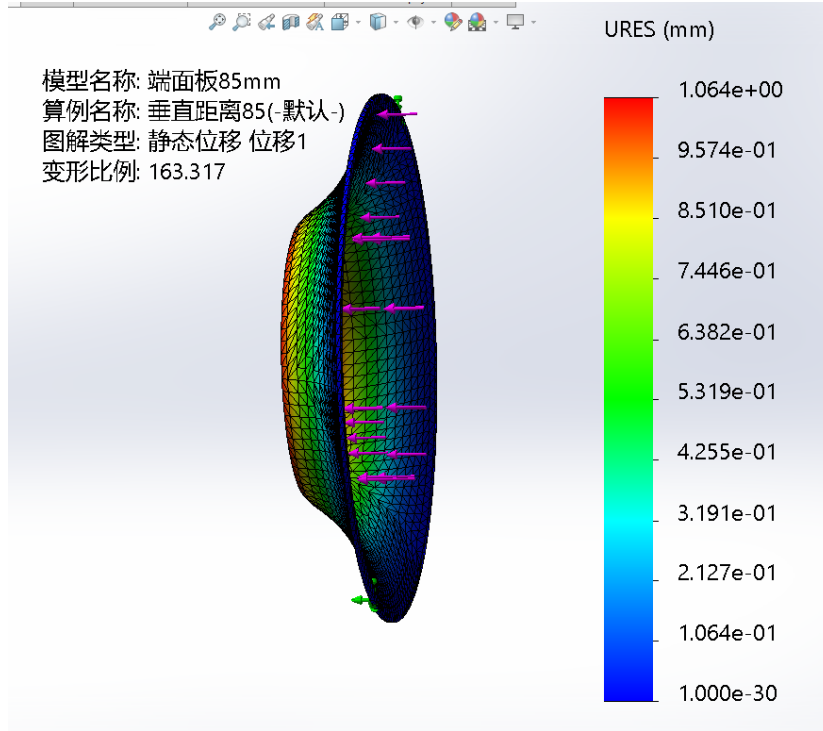 URES (mm)
模型名称: 端面板85mm
算例名称: 垂直距离85(-默认-)
图解类型: 静态位移 位移1
变形比例: 163.317
1.064e+00
9.574e-01
8.510e-01
7.446e-01
6.382e-01
5.319e-01
4.255e-01
3.191e-01
2.127e-01
1.064e-01
1.000e-30